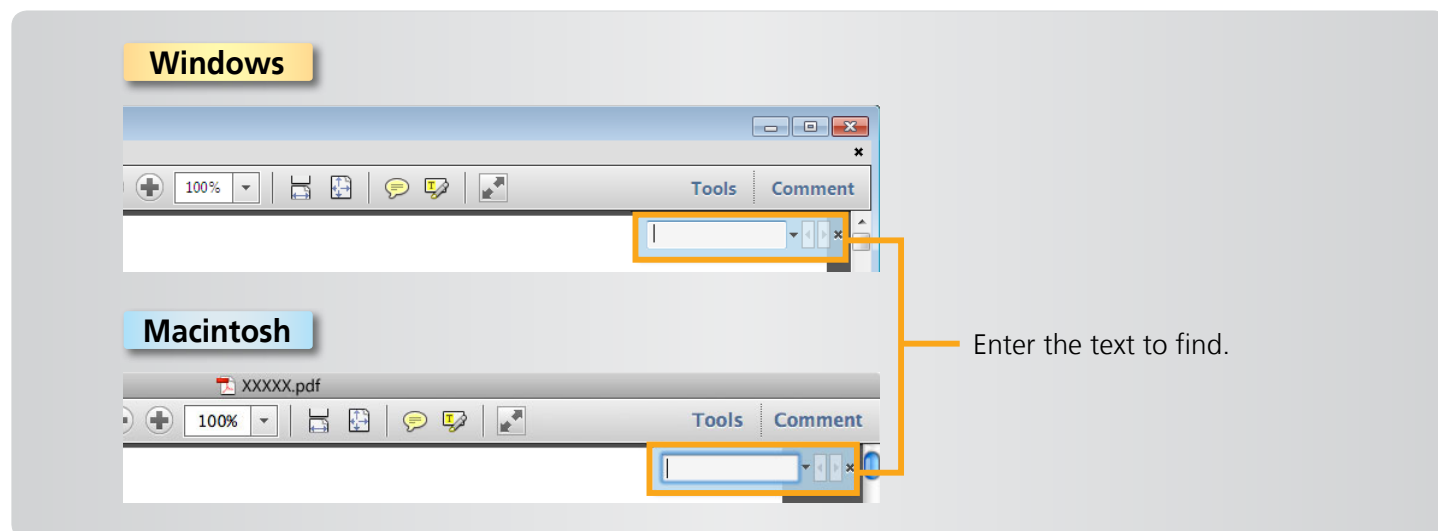 Windows
100%
Tools
Comment
Macintosh
Enter the text to find.
XXXXX.pdf
100%
Tools
Comment